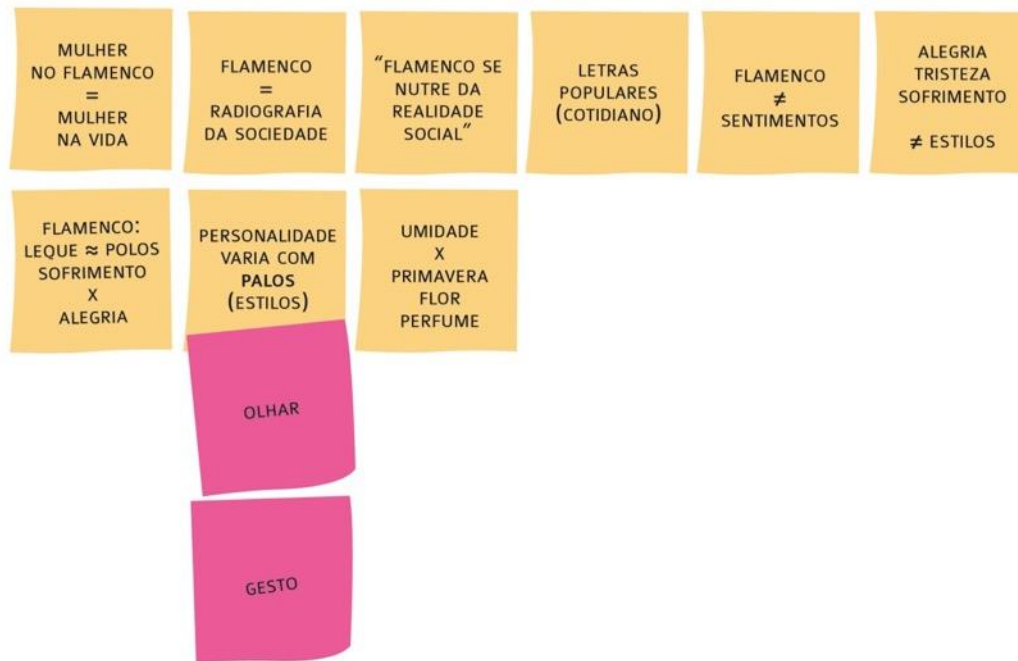 MULHER
NO FLAMENCO
=
MULHER
NA VIDA
FLAMENCO
=
RADIOGRAFIA
DA SOCIEDADE
"FLAMENCO SE
NUTRE DA
REALIDADE
SOCIAL"
LETRAS
POPULARES
(COTIDIANO)
FLAMENCO
≠
SENTIMENTOS
ALEGRIA
TRISTEZA
SOFRIMENTO
≠ ESTILOS
FLAMENCO:
LEQUE ≈ POLOS
SOFRIMENTO
X
ALEGRIA
PERSONALIDADE
VARIA COM
PALOS
(ESTILOS)
UMIDADE
X
PRIMAVERA
FLOR
PERFUME
OLHAR
GESTO